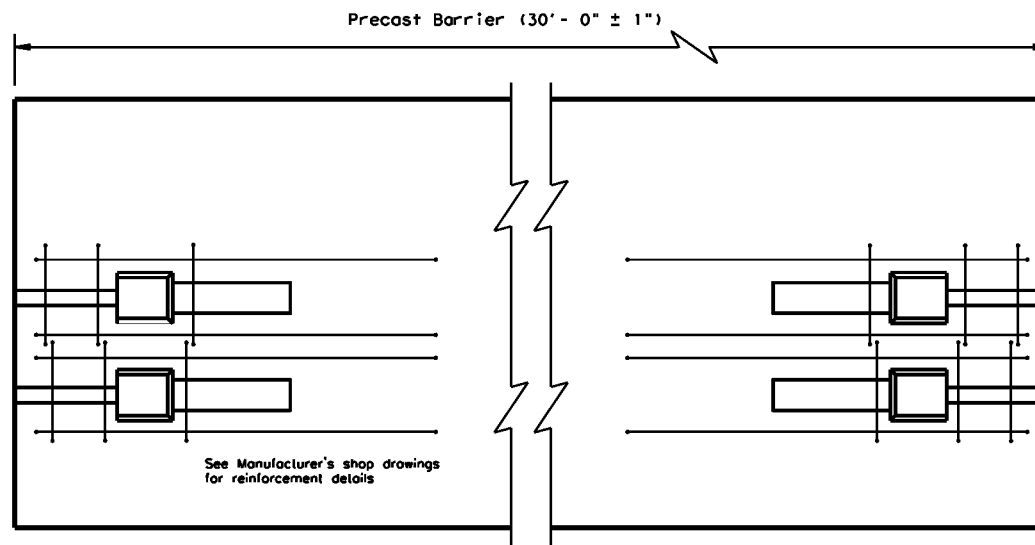 Precast Barrier (30'- 0" ± 1")
See Manufacturer's shop drawings
for reinforcement details